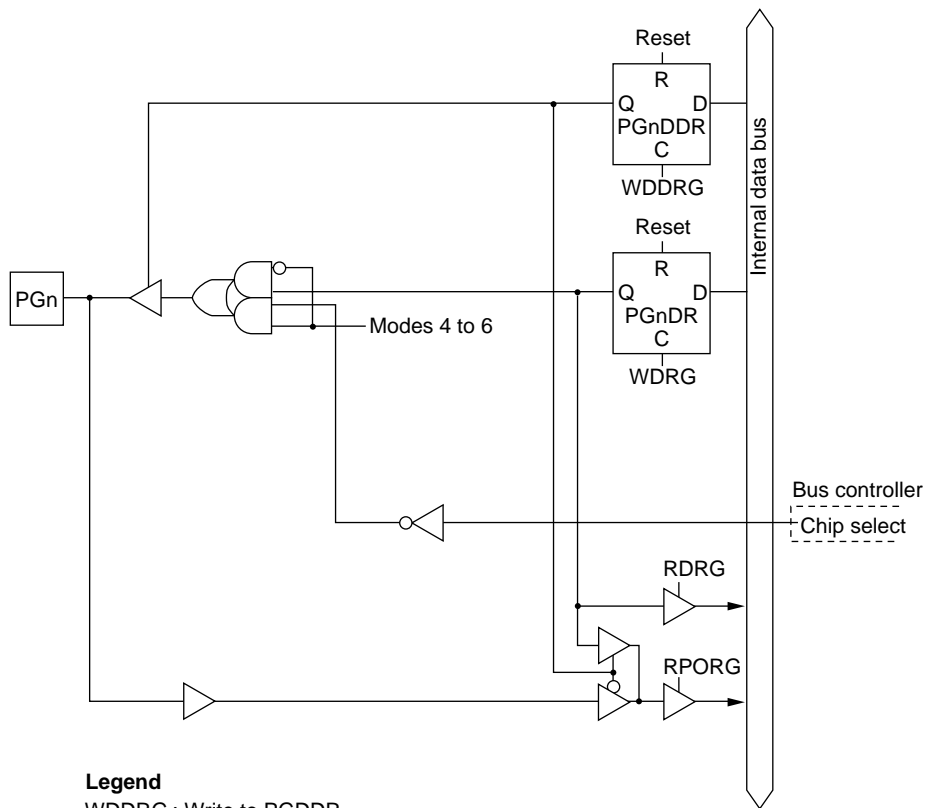 Reset
R
Q D
PGnDDR
C
WDDRG
Internal data bus
Reset
R
Q D
PGnDR
C
WDRG
PGn
Modes 4 to 6
Bus controller
Chip select
RDRG
RPORG
Legend
WDDRG : Write to PGDDR